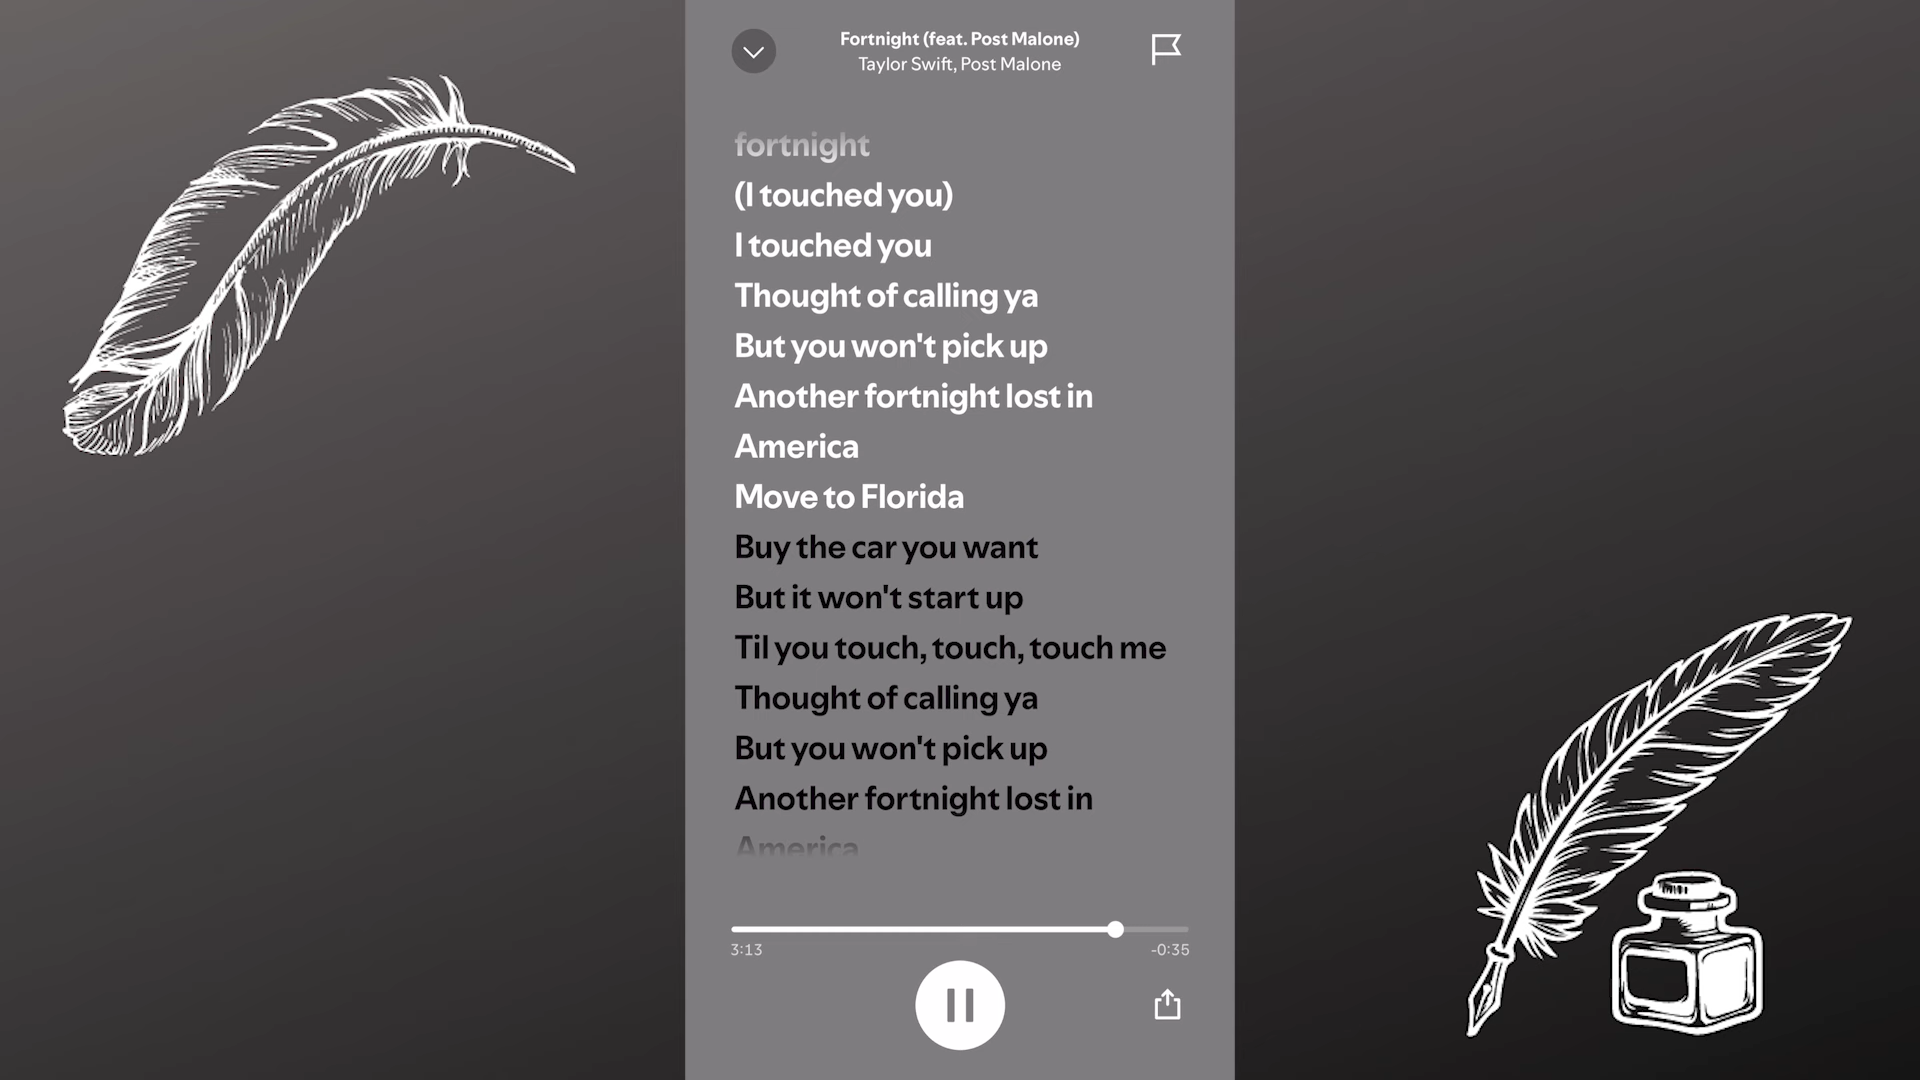 Fortnight (feat. Post Malone)
Taylor Swift, Post Malone
fortnight
(I touched you)
I touched you
Thought of calling ya
But you won't pick up
Another fortnight lost in
America
Move to Florida
Buy the car you want
But it won't start up
Til you touch, touch, touch me
Thought of calling ya
But you won't pick up
Another fortnight lost in
America
3:13
-0:35